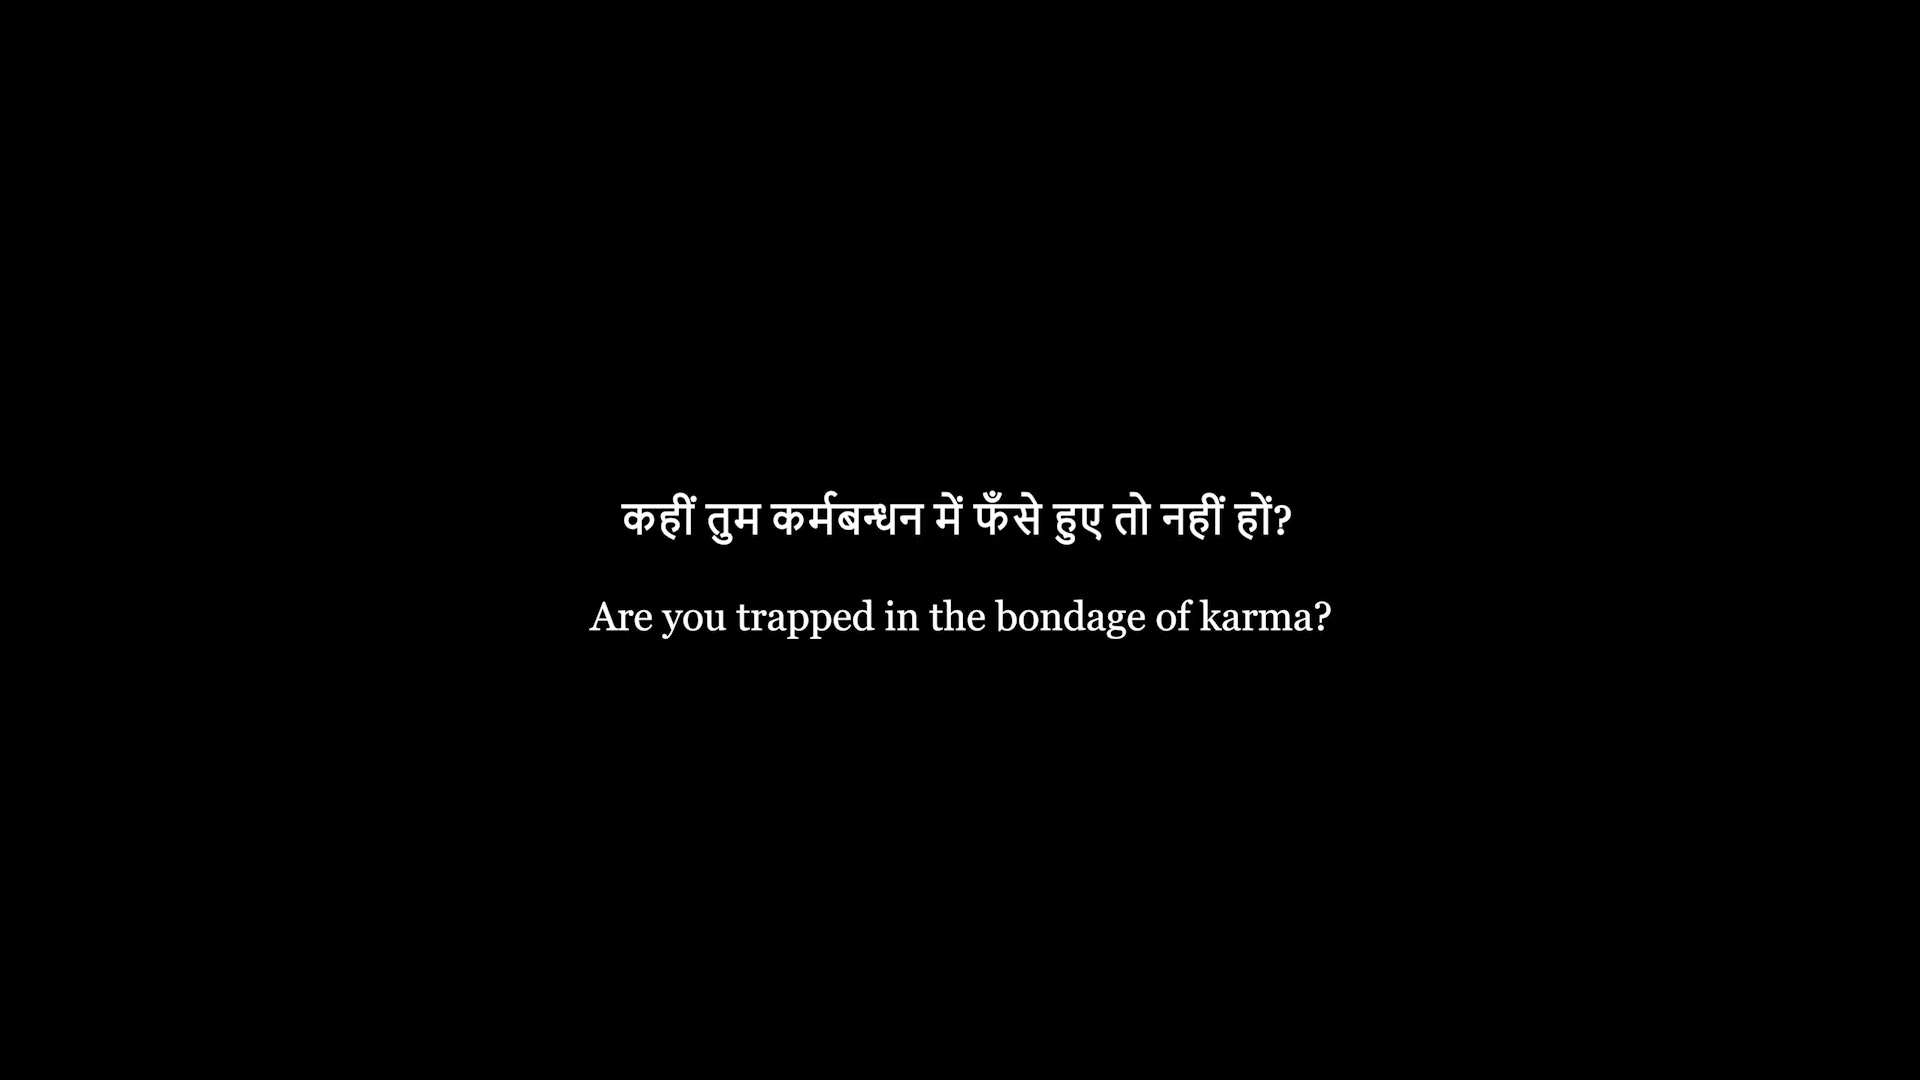 कहीं तुम कर्मबन्धन में फँसे हुए तो नहीं हों?
Are you trapped in the bondage of karma?